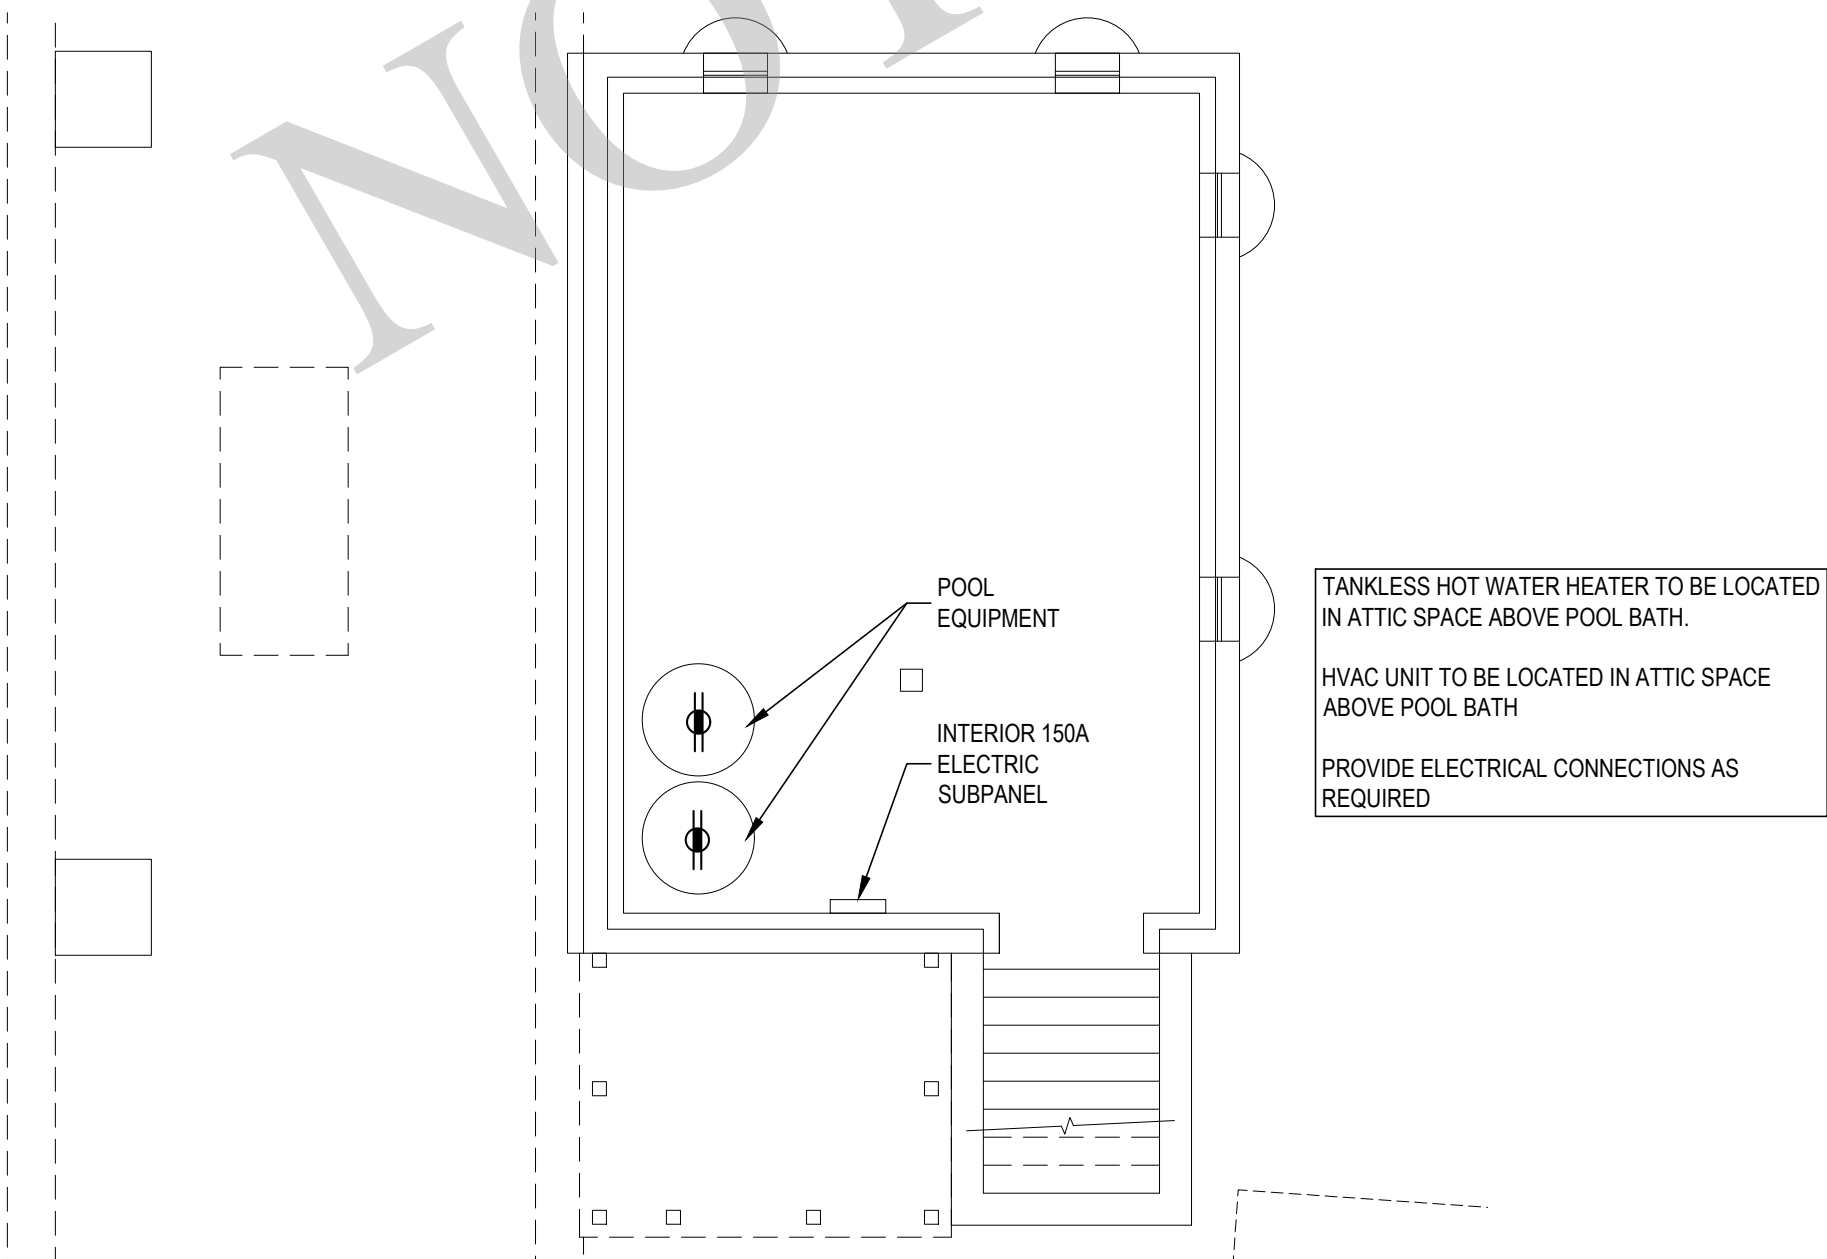 NOT
POOL
EQUIPMENT
INTERIOR 150A
ELECTRIC
SUBPANEL
TANKLESS HOT WATER HEATER TO BE LOCATED
IN ATTIC SPACE ABOVE POOL BATH.
HVAC UNIT TO BE LOCATED IN ATTIC SPACE
ABOVE POOL BATH
PROVIDE ELECTRICAL CONNECTIONS AS
REQUIRED